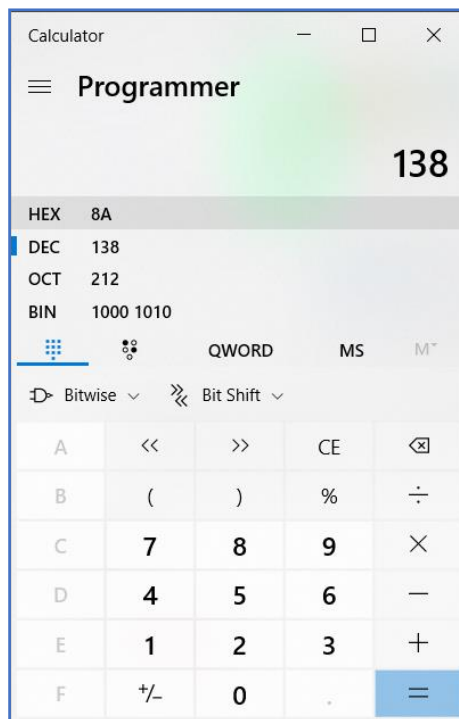 Calculator
Programmer
138
HEX 8A
DEC 138
OCT 212
BIN 1000 1010
QWORD MS M
Bitwise Bit Shift
A << >> CE
B ( ) % ÷
C 7 8 9 ×
D 4 5 6 −
E 1 2 3 +
F +/− 0 . =